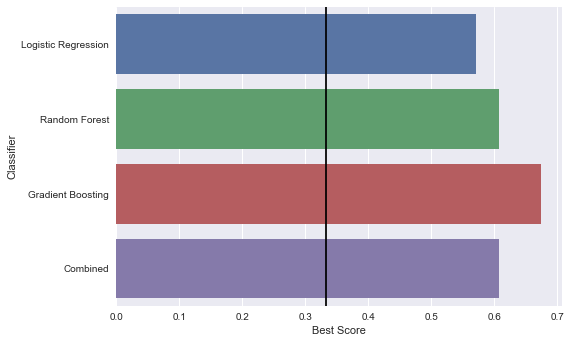 Classifier
Logistic Regression
Random Forest
Gradient Boosting
Combined
0.0 0.1 0.2 0.3 0.4 0.5 0.6 0.7
Best Score